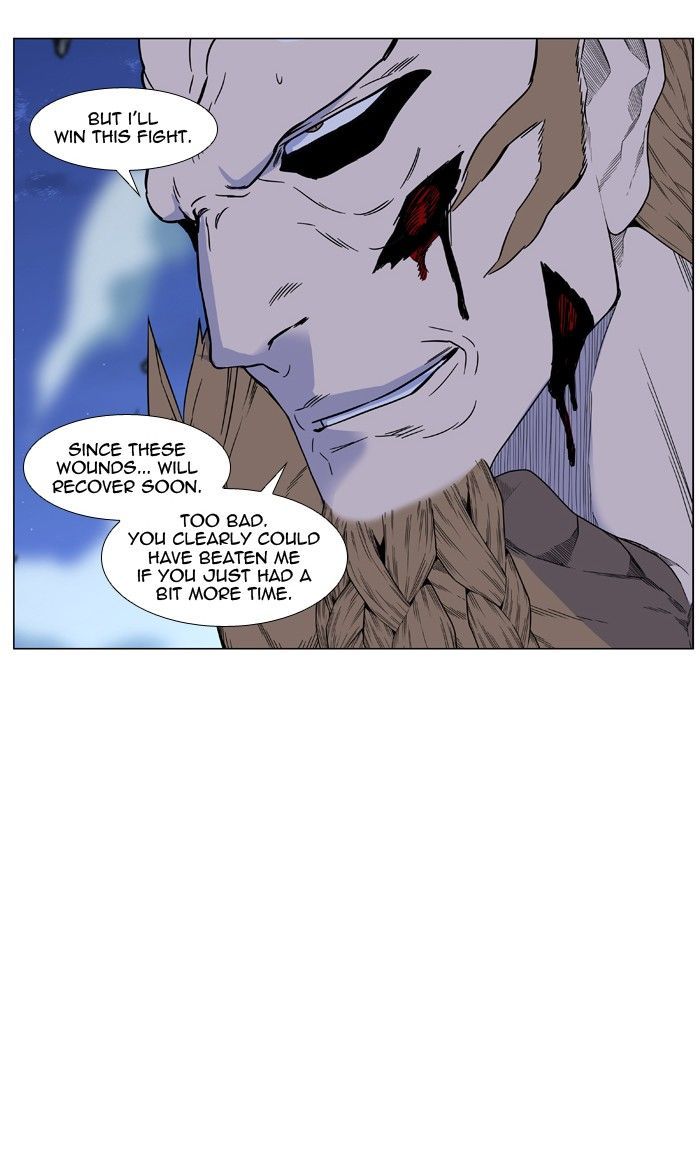 BUT I'LL
WIN THIS FIGHT.
SINCE THESE
WOUNDS... WILL
RECOVER SOON.
TOO BAD.
YOU CLEARLY COULD
HAVE BEATEN ME
IF YOU JUST HAD A
BIT MORE TIME.